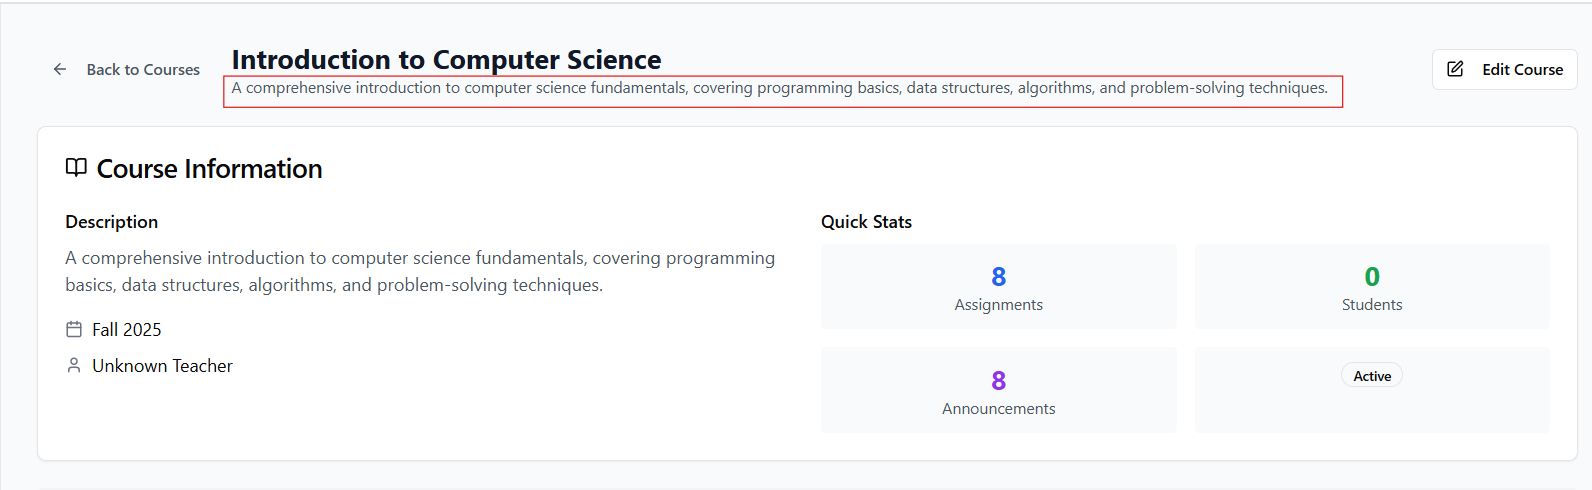 Back to Courses
Introduction to Computer Science
A comprehensive introduction to computer science fundamentals, covering programming basics, data structures, algorithms, and problem-solving techniques.
Edit Course
Course Information
Description
A comprehensive introduction to computer science fundamentals, covering programming
basics, data structures, algorithms, and problem-solving techniques.
Fall 2025
Unknown Teacher
Quick Stats
8
Assignments
0
Students
8
Announcements
Active